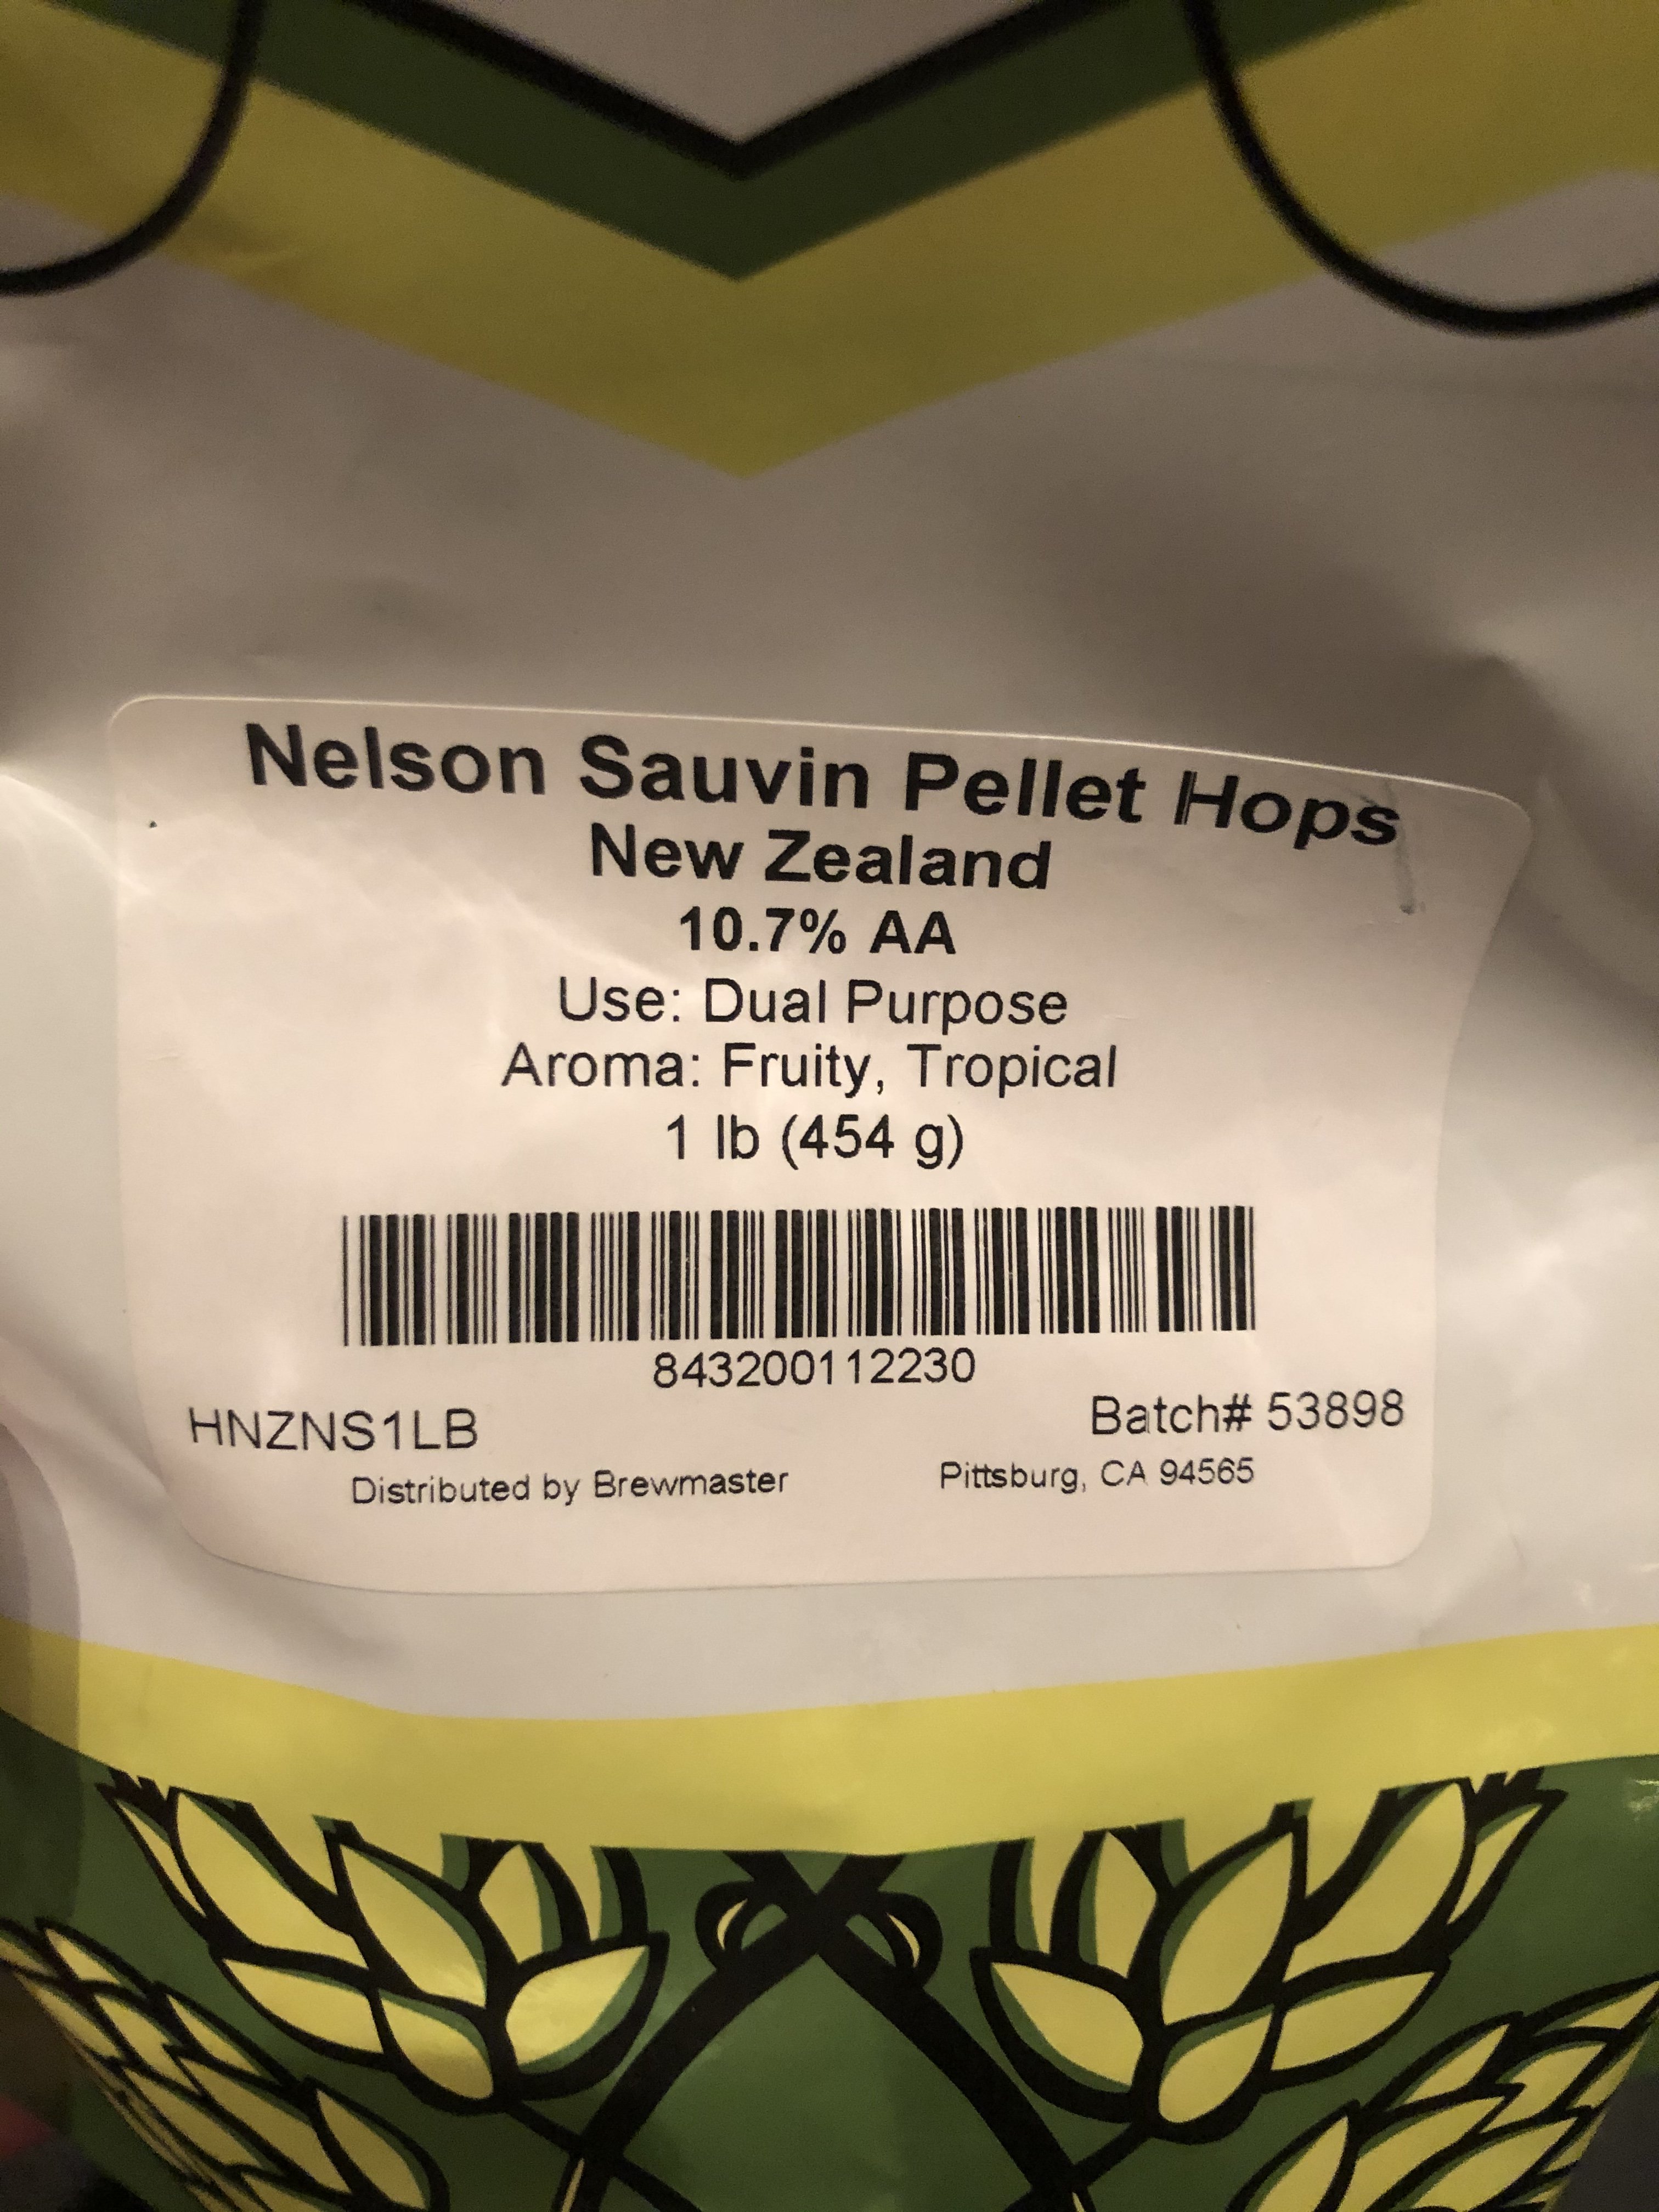 Nelson Sauvin Pellet Hops
New Zealand
10.7% AA
Use: Dual Purpose
Aroma: Fruity, Tropical
1 lb (454 g)
843200112230
HNZNS1LB
Batch# 53898
Distributed by Brewmaster
Pittsburg, CA 94565